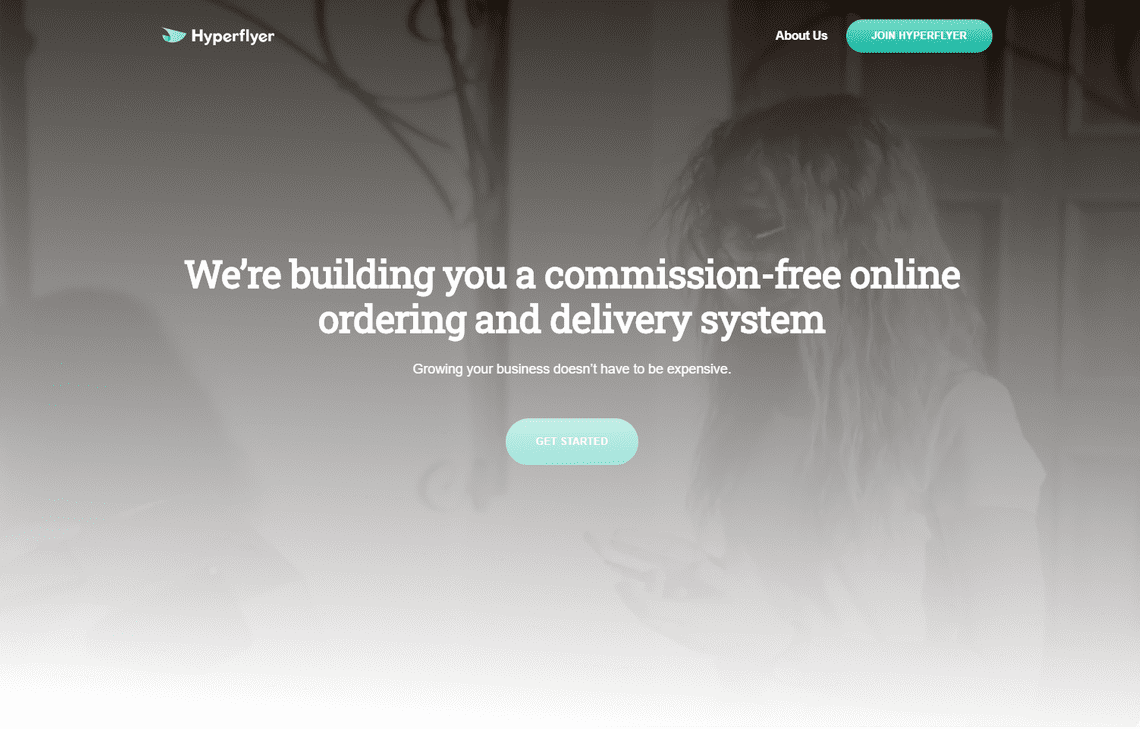 Hyperflyer
About Us
JOIN HYPERFLYER
We’re building you a commission-free online
ordering and delivery system
Growing your business doesn’t have to be expensive.
GET STARTED